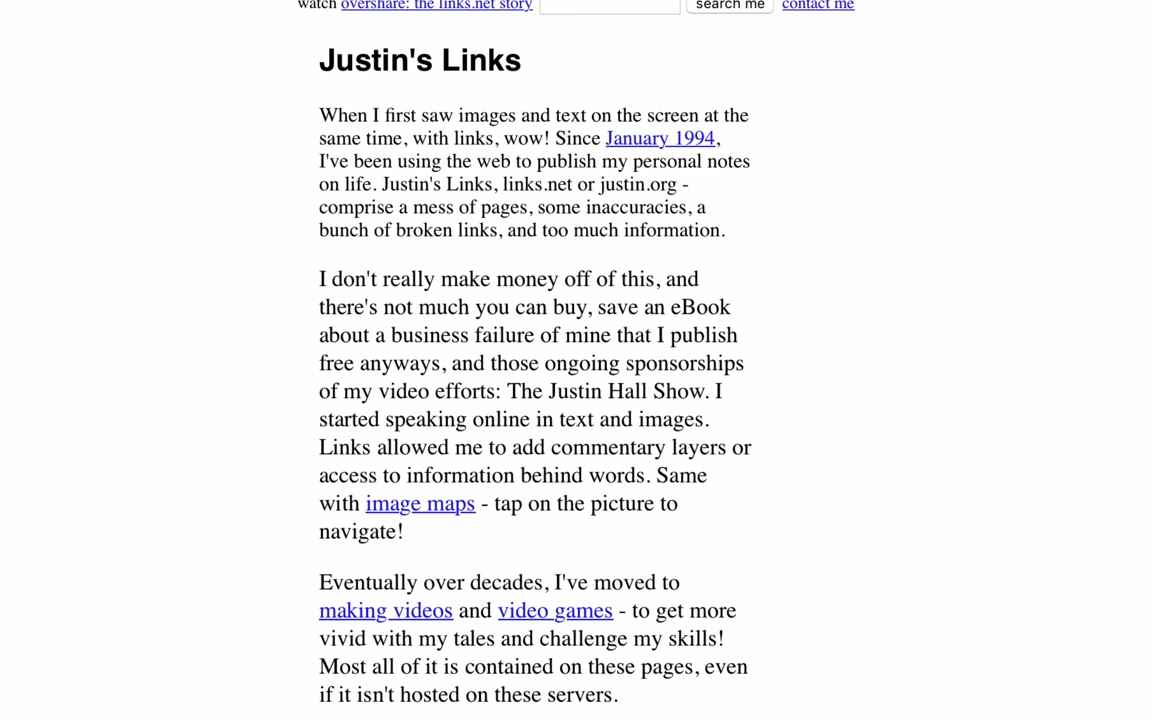 watch overshare: the links.net story search me contact me
Justin's Links
When I first saw images and text on the screen at the
same time, with links, wow! Since January 1994,
I've been using the web to publish my personal notes
on life. Justin's Links, links.net or justin.org -
comprise a mess of pages, some inaccuracies, a
bunch of broken links, and too much information.
I don't really make money off of this, and
there's not much you can buy, save an eBook
about a business failure of mine that I publish
free anyways, and those ongoing sponsorships
of my video efforts: The Justin Hall Show. I
started speaking online in text and images.
Links allowed me to add commentary layers or
access to information behind words. Same
with image maps - tap on the picture to
navigate!
Eventually over decades, I've moved to
making videos and video games - to get more
vivid with my tales and challenge my skills!
Most all of it is contained on these pages, even
if it isn't hosted on these servers.